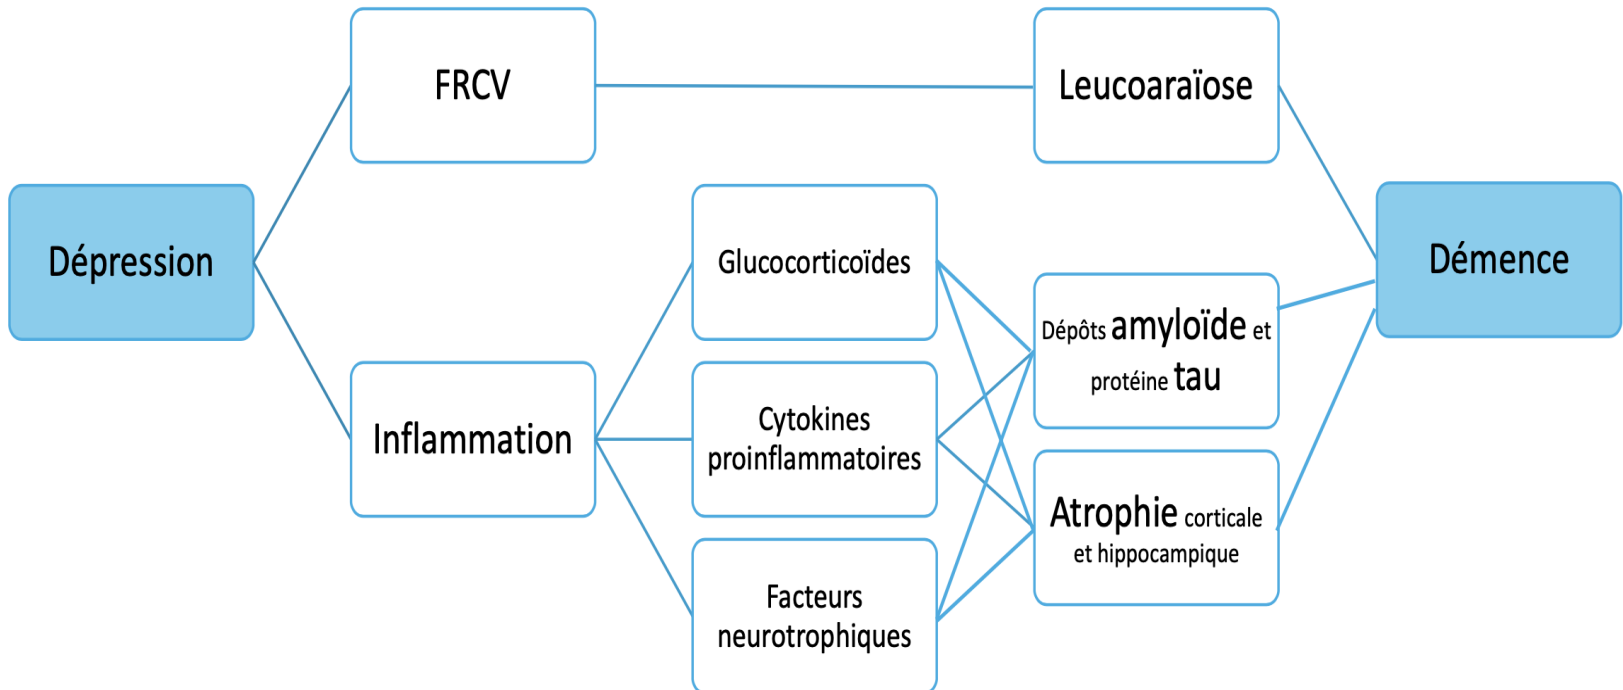 FRCV
Leucoaraïose
Dépression
Glucocorticoïdes
Démence
Dépôts amyloïde et
protéine tau
Inflammation
Cytokines
proinflammatoires
Atrophie corticale
et hippocampique
Facteurs
neurotrophiques